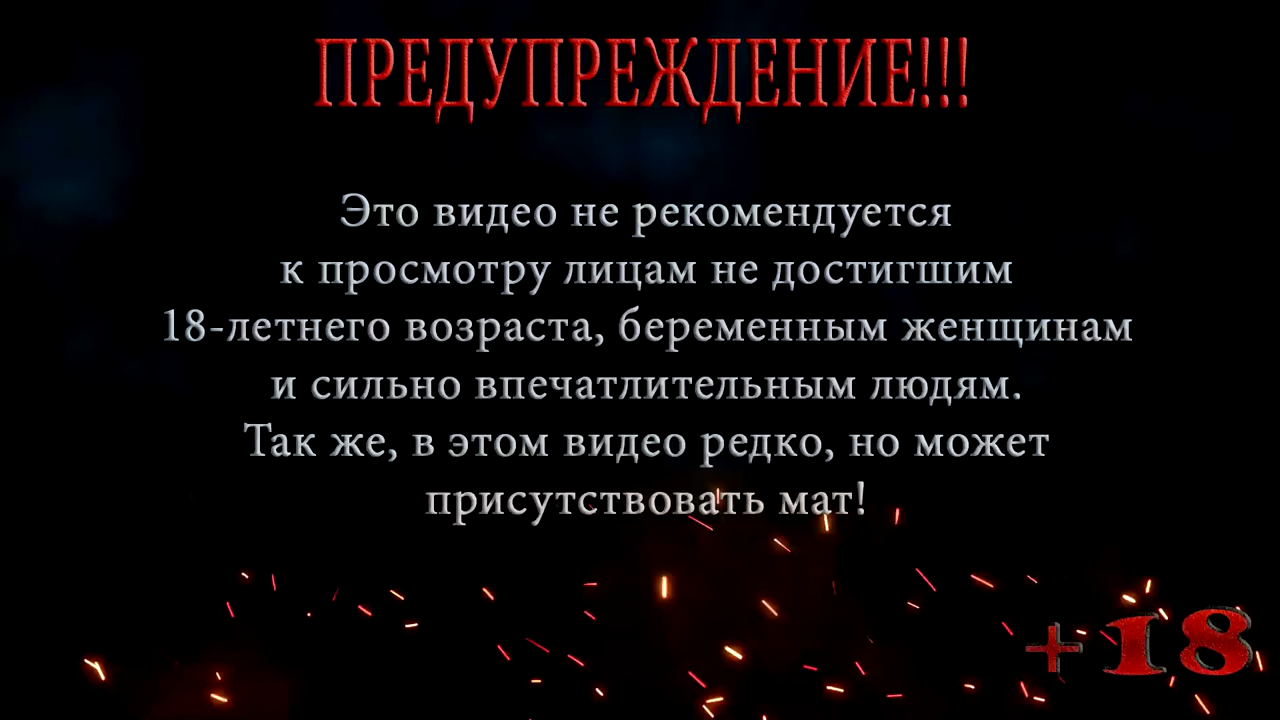 ПРЕДУПРЕЖДЕНИЕ!!!
Это видео не рекомендуется
к просмотру лицам не достигшим
18-летнего возраста, беременным женщинам
и сильно впечатлительным людям.
Так же, в этом видео редко, но может
присутствовать мат!
+18